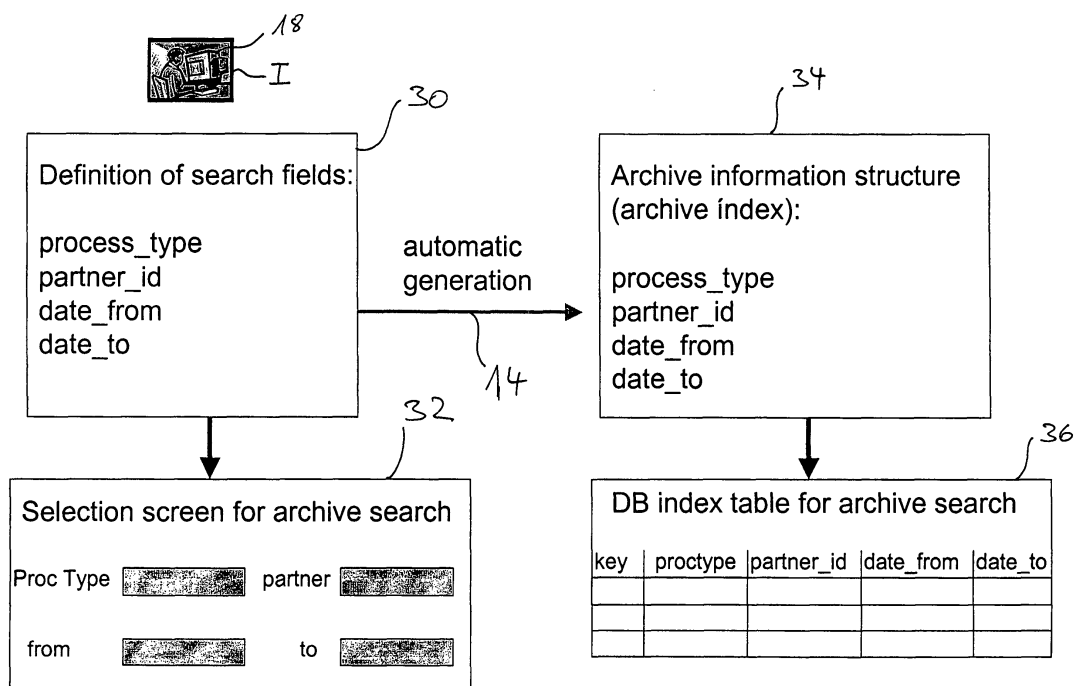 18
I
30
Definition of search fields:
process_type
partner_id
date_from
date_to
automatic
generation
14
34
Archive information structure
(archive índex):
process_type
partner_id
date_from
date_to
32
Selection screen for archive search
Proc Type partner
from to
36
DB index table for archive search
key proctype partner_id date_from date_to